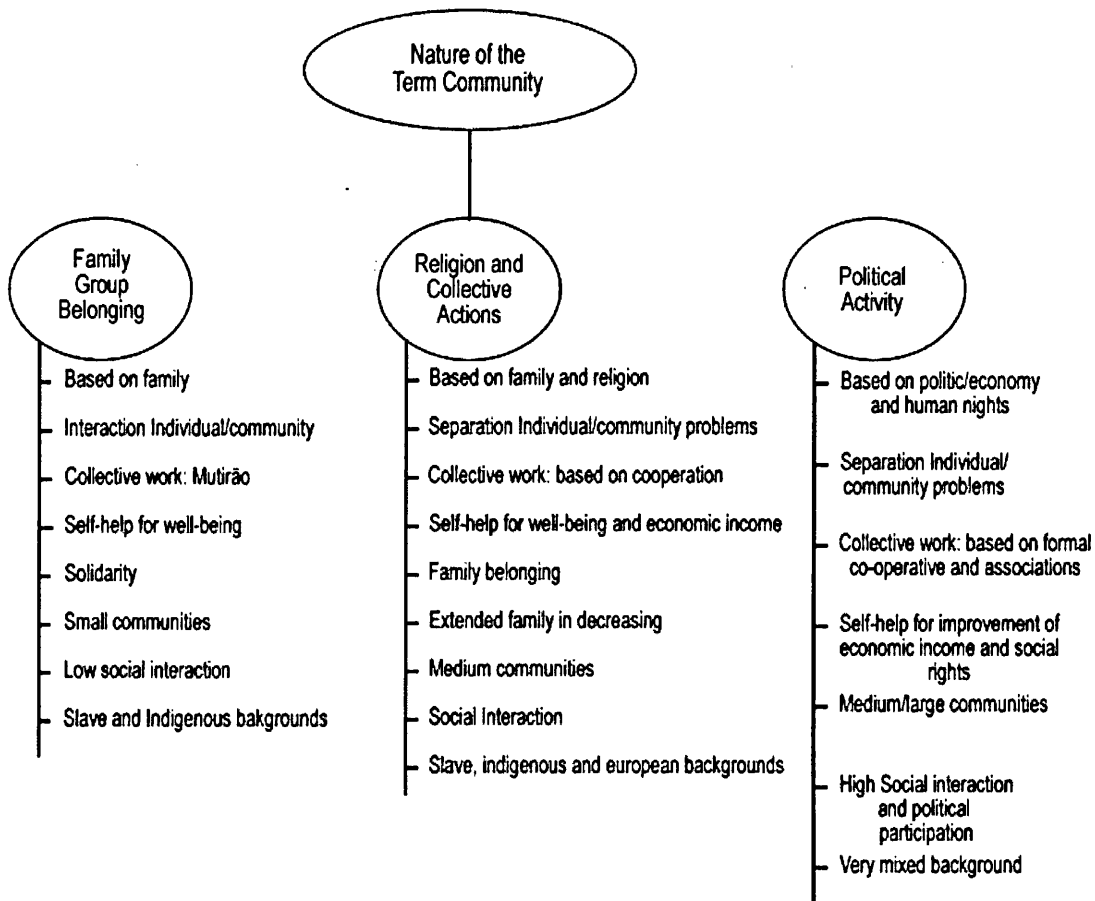 Nature of the
Term Community
Family
Group
Belonging
Based on family
Interaction Individual/community
Collective work: Mutirão
Self-help for well-being
Solidarity
Small communities
Low social interaction
Slave and Indigenous bakgrounds
Religion and
Collective
Actions
Based on family and religion
Separation Individual/community problems
Collective work: based on cooperation
Self-help for well-being and economic income
Family belonging
Extended family in decreasing
Medium communities
Social Interaction
Slave, indigenous and european backgrounds
Political
Activity
Based on politic/economy
and human rights
Separation Individual/
community problems
Collective work: based on formal
co-operative and associations
Self-help for improvement of
economic income and social
rights
Medium/large communities
High Social interaction
and political
participation
Very mixed background